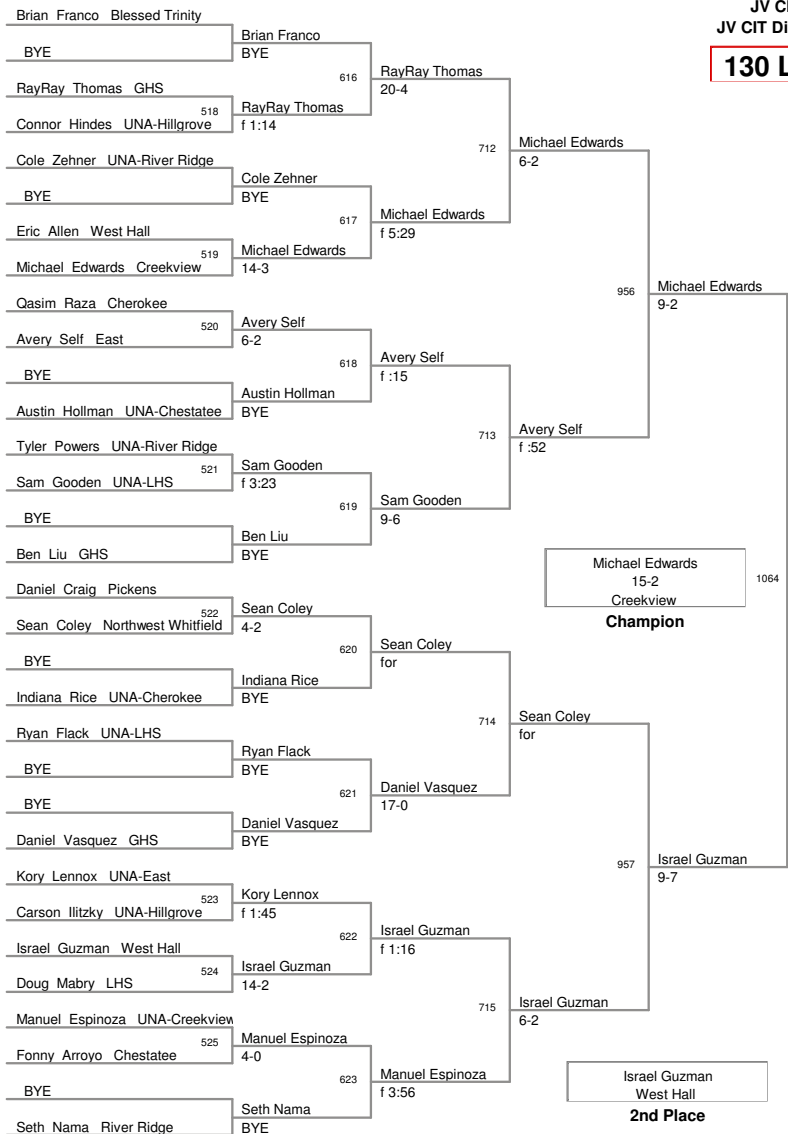 JV CI
JV CIT Di
130 L
Brian Franco Blessed Trinity
BYE
RayRay Thomas GHS
518
Connor Hindes UNA-Hillgrove
Cole Zehner UNA-River Ridge
BYE
Eric Allen West Hall
519
Michael Edwards Creekview
Qasim Raza Cherokee
520
Avery Self East
BYE
Austin Hollman UNA-Chestatee
Tyler Powers UNA-River Ridge
521
Sam Gooden UNA-LHS
BYE
Ben Liu GHS
Daniel Craig Pickens
522
Sean Coley Northwest Whitfield
BYE
Indiana Rice UNA-Cherokee
Ryan Flack UNA-LHS
BYE
BYE
Daniel Vasquez GHS
Kory Lennox UNA-East
523
Carson Ilitzky UNA-Hillgrove
Israel Guzman West Hall
524
Doug Mabry LHS
Manuel Espinoza UNA-Creekview
525
Fonny Arroyo Chestatee
BYE
Seth Nama River Ridge
Brian Franco
BYE
616
RayRay Thomas
f 1:14
Cole Zehner
BYE
617
Michael Edwards
14-3
Avery Self
6-2
618
Austin Hollman
BYE
Sam Gooden
f 3:23
619
Ben Liu
BYE
Sean Coley
4-2
620
Indiana Rice
BYE
Ryan Flack
BYE
621
Daniel Vasquez
BYE
Kory Lennox
f 1:45
622
Israel Guzman
14-2
Manuel Espinoza
4-0
623
Seth Nama
BYE
RayRay Thomas
20-4
712
Michael Edwards
f 5:29
Avery Self
f :15
713
Sam Gooden
9-6
Sean Coley
for
714
Daniel Vasquez
17-0
Israel Guzman
f 1:16
715
Manuel Espinoza
f 3:56
Michael Edwards
6-2
956
Avery Self
f :52
Sean Coley
for
957
Israel Guzman
6-2
Michael Edwards
9-2
1064
Israel Guzman
9-7
Michael Edwards
15-2
Creekview
Champion
Israel Guzman
West Hall
2nd Place